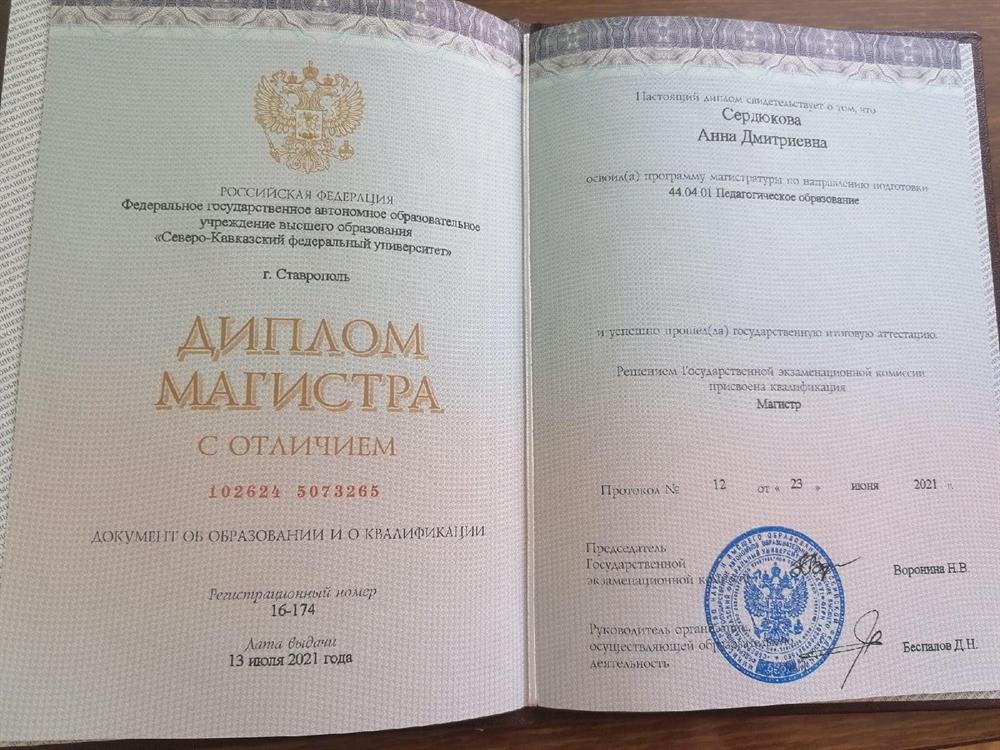 РОССИЙСКАЯ ФЕДЕРАЦИЯ
Федеральное государственное автономное образовательное
учреждение высшего образования
«Северо-Кавказский федеральный университет»
г. Ставрополь
ДИПЛОМ
МАГИСТРА
С ОТЛИЧИЕМ
102624 5073265
ДОКУМЕНТ ОБ ОБРАЗОВАНИИ И О КВАЛИФИКАЦИИ
Регистрационный номер
16-174
Дата выдачи
13 июля 2021 года
Настоящий диплом свидетельствует о том, что
Сердюкова
Анна Дмитриевна
освоил(а) программу магистратуры по направлению подготовки
44.04.01 Педагогическое образование
и успешно прошел(ла) государственную итоговую аттестацию.
Решением Государственной экзаменационной комиссии
присвоена квалификация
Магистр
Протокол № 12 от « 23 » июня 2021 г.
Председатель
Государственной
экзаменационной
Воронина Н.В.
Руководитель
осуществляющей
деятельность
Беспалов Д.Н.